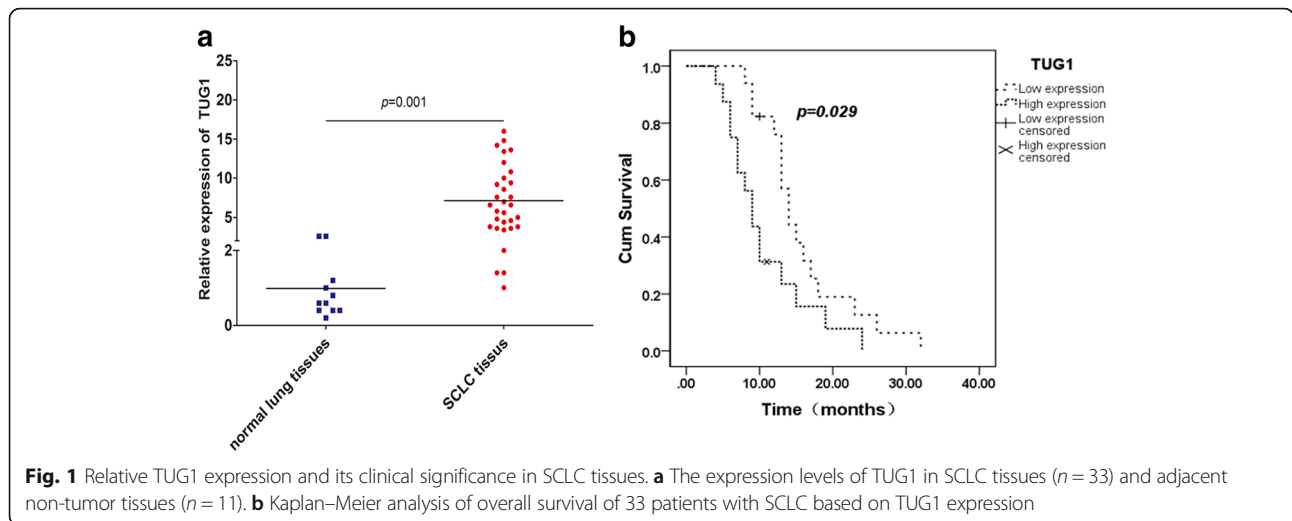 a
25
20
15
10
5
2
0
Relative expression of TUG1
p=0.001
normal lung tissues
SCLC tissus
b
1.0
0.8
0.6
0.4
0.2
0.0
Cum Survival
p=0.029
.00
10.00
20.00
30.00
40.00
Time（months）
TUG1
Low expression
High expression
Low expression
censored
High expression
censored
Fig. 1 Relative TUG1 expression and its clinical significance in SCLC tissues. a The expression levels of TUG1 in SCLC tissues (n = 33) and adjacent
non-tumor tissues (n = 11). b Kaplan–Meier analysis of overall survival of 33 patients with SCLC based on TUG1 expression